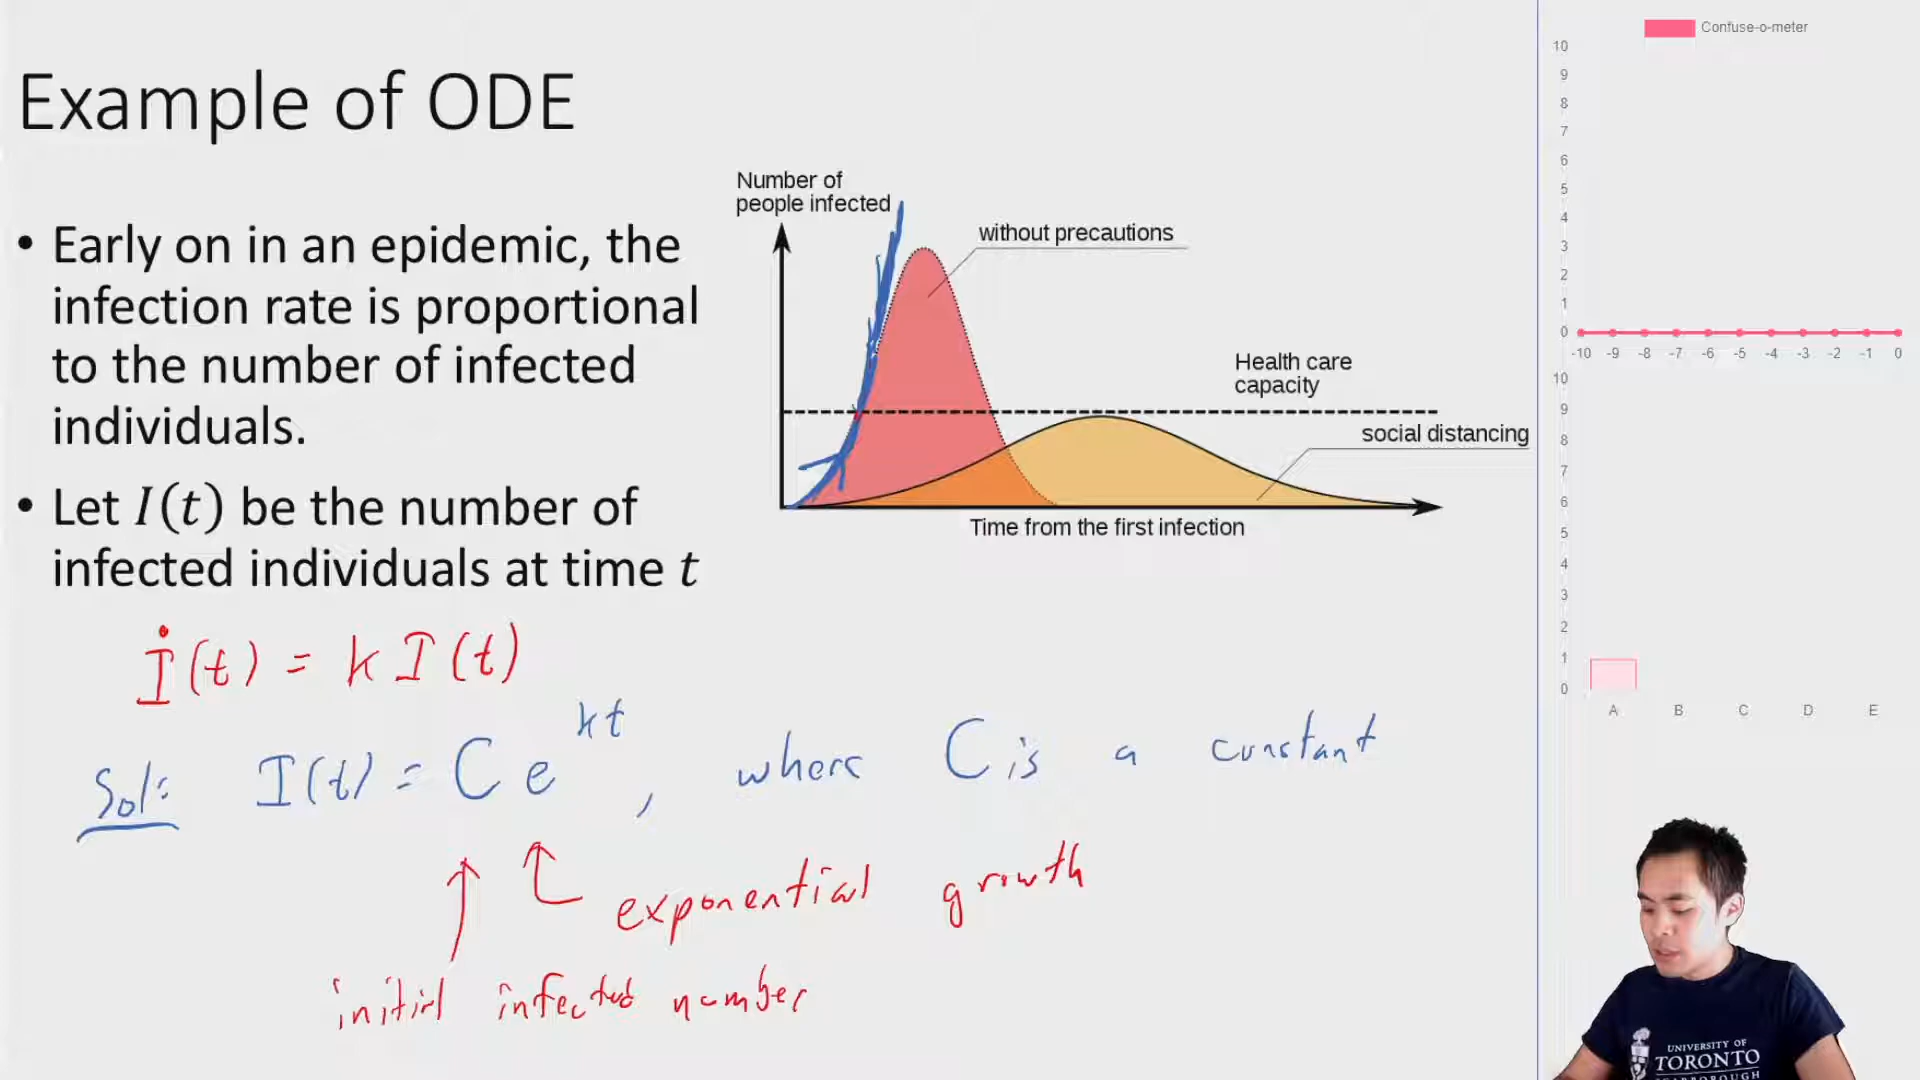 Example of ODE
• Early on in an epidemic, the
infection rate is proportional
to the number of infected
individuals.
• Let I(t) be the number of
infected individuals at time t
İ(t) = k I(t)
Sol: I(t) = C e^{kt}, where C is a constant
exponential growth
initial infected number
Number of
people infected
without precautions
Health care
capacity
social distancing
Time from the first infection
Confuse-o-meter
10
9
8
7
6
5
4
3
2
1
0
-10 -9 -8 -7 -6 -5 -4 -3 -2 -1 0
10
9
8
7
6
5
4
3
2
1
0
A B C D E
UNIVERSITY OF
TORONTO
SCARBOROUGH